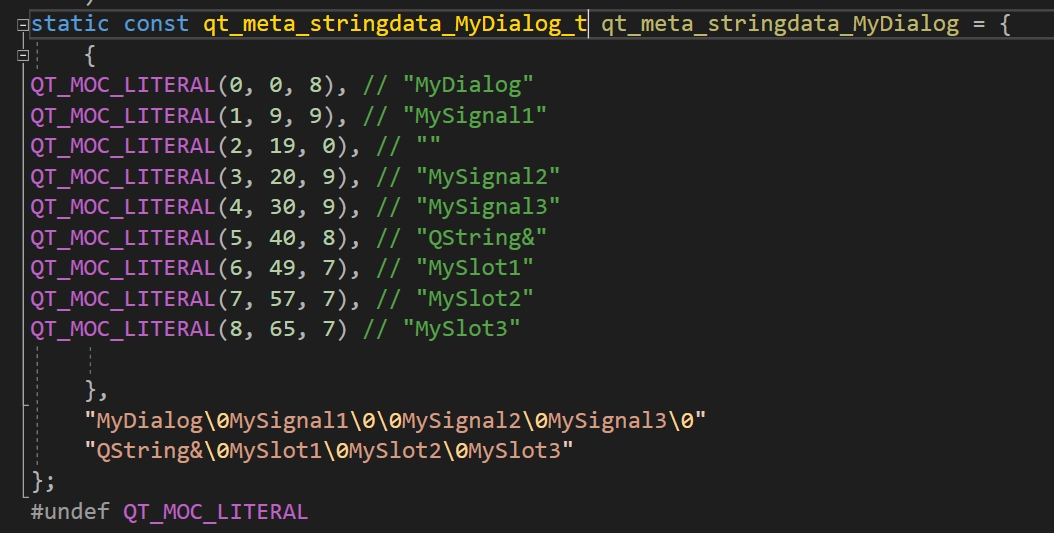 static const qt_meta_stringdata_MyDialog_t qt_meta_stringdata_MyDialog = {
{
QT_MOC_LITERAL(0, 0, 8), // "MyDialog"
QT_MOC_LITERAL(1, 9, 9), // "MySignal1"
QT_MOC_LITERAL(2, 19, 0), // ""
QT_MOC_LITERAL(3, 20, 9), // "MySignal2"
QT_MOC_LITERAL(4, 30, 9), // "MySignal3"
QT_MOC_LITERAL(5, 40, 8), // "QString&"
QT_MOC_LITERAL(6, 49, 7), // "MySlot1"
QT_MOC_LITERAL(7, 57, 7), // "MySlot2"
QT_MOC_LITERAL(8, 65, 7) // "MySlot3"
},
"MyDialog\0MySignal1\0\0MySignal2\0MySignal3\0"
"QString&\0MySlot1\0MySlot2\0MySlot3"
};
#undef QT_MOC_LITERAL